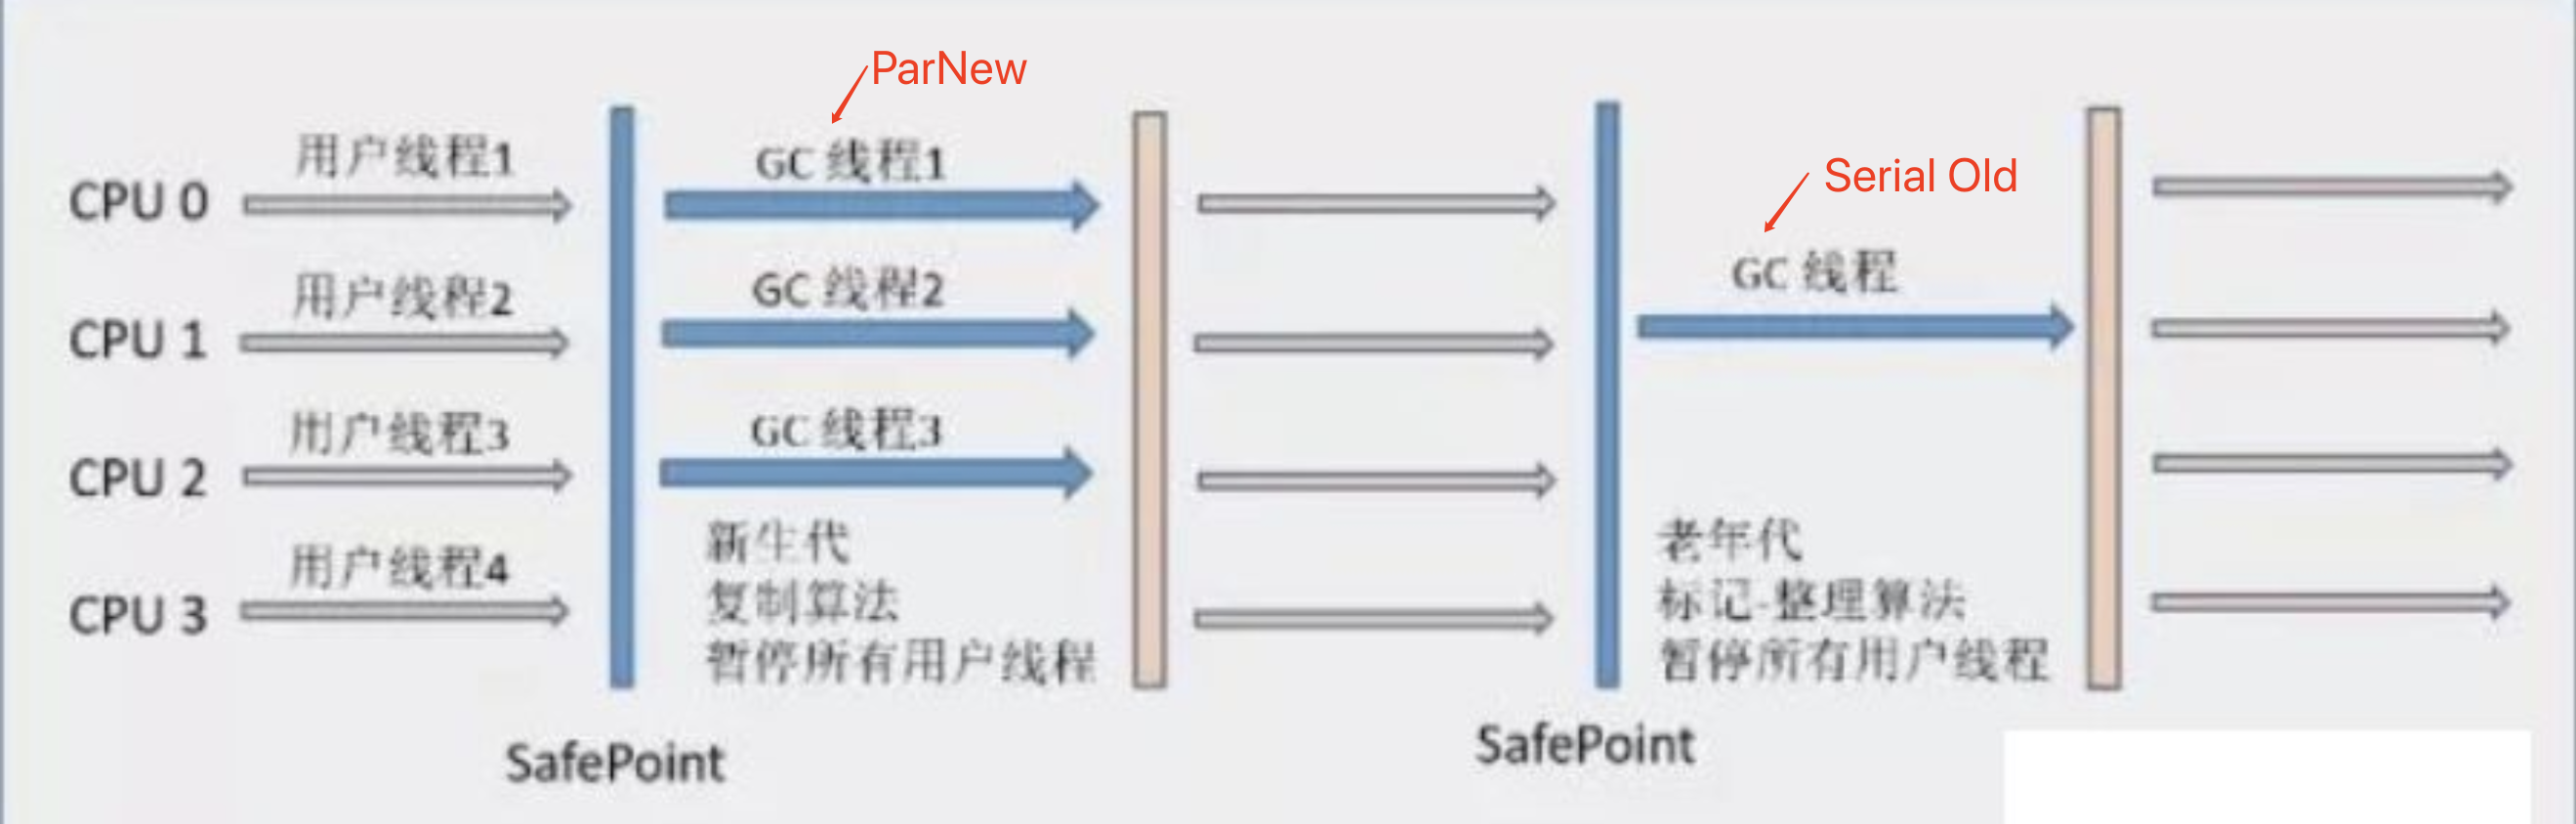 ParNew
Serial Old
CPU 0
用户线程1
GC 线程1
GC 线程
CPU 1
用户线程2
GC 线程2
CPU 2
用户线程3
GC 线程3
CPU 3
用户线程4
新生代
复制算法
暂停所有用户线程
老年代
标记-整理算法
暂停所有用户线程
SafePoint
SafePoint